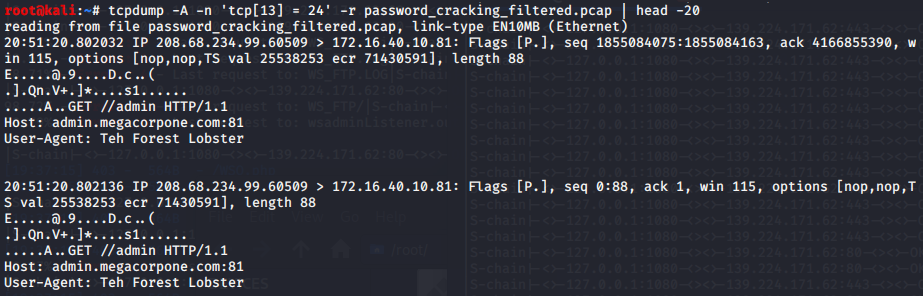 root@kali:~# tcpdump -A -n 'tcp[13] = 24' -r password_cracking_filtered.pcap | head -20
reading from file password_cracking_filtered.pcap, link-type EN10MB (Ethernet)
20:51:20.802032 IP 208.68.234.99.60509 > 172.16.40.10.81: Flags [P.], seq 1855084075:1855084163, ack 4166855390, w
in 115, options [nop,nop,TS val 25538253 ecr 71430591], length 88
E.....@.9....D.c..(
.].Qn.V+.]*....s1......
.....A..GET //admin HTTP/1.1
Host: admin.megacorpone.com:81
User-Agent: Teh Forest Lobster
20:51:20.802136 IP 208.68.234.99.60509 > 172.16.40.10.81: Flags [P.], seq 0:88, ack 1, win 115, options [nop,nop,T
S val 25538253 ecr 71430591], length 88
E.....@.9....D.c..(
.].Qn.V+.]*....s1......
.....A..GET //admin HTTP/1.1
Host: admin.megacorpone.com:81
User-Agent: Teh Forest Lobster